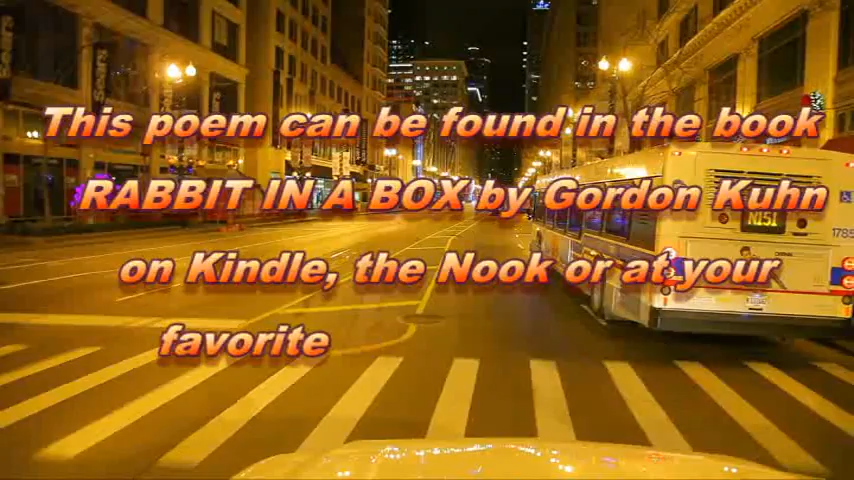 This poem can be found in the book
RABBIT IN A BOX by Gordon Kuhn
on Kindle, the Nook or at your
favorite
N151